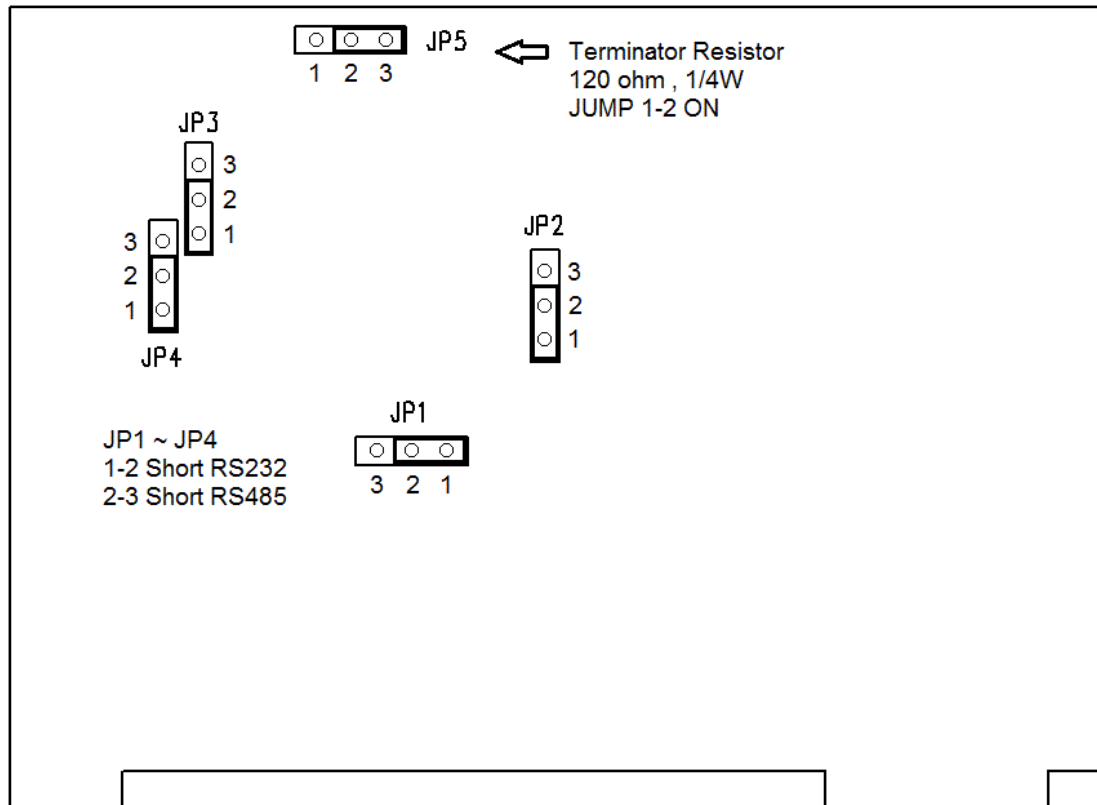 JP5
1 2 3
Terminator Resistor
120 ohm , 1/4W
JUMP 1-2 ON
JP3
3
2
1
3
2
1
JP4
JP2
3
2
1
JP1
3 2 1
JP1 ~ JP4
1-2 Short RS232
2-3 Short RS485